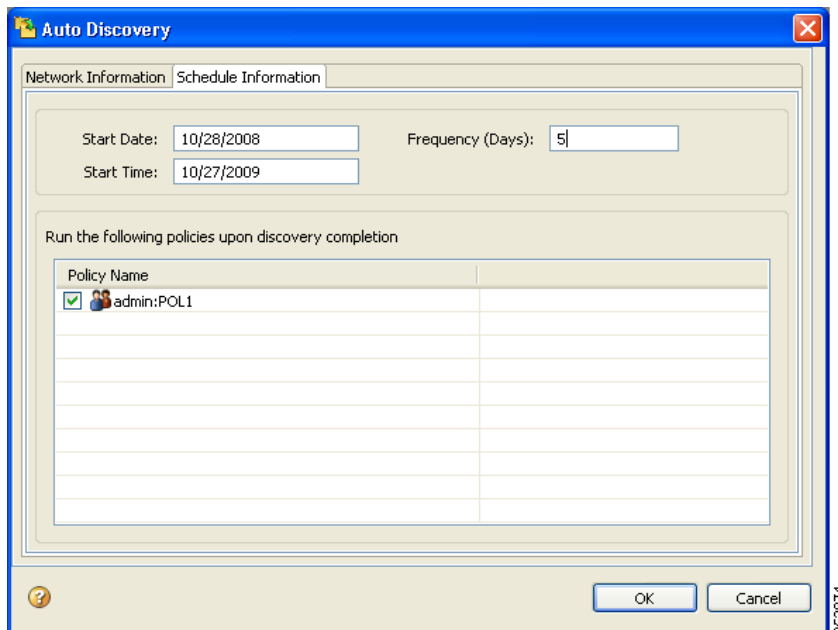 Auto Discovery
Network Information Schedule Information
Start Date: 10/28/2008 Frequency (Days): 5
Start Time: 10/27/2009
Run the following policies upon discovery completion
Policy Name
admin:POL1
OK Cancel